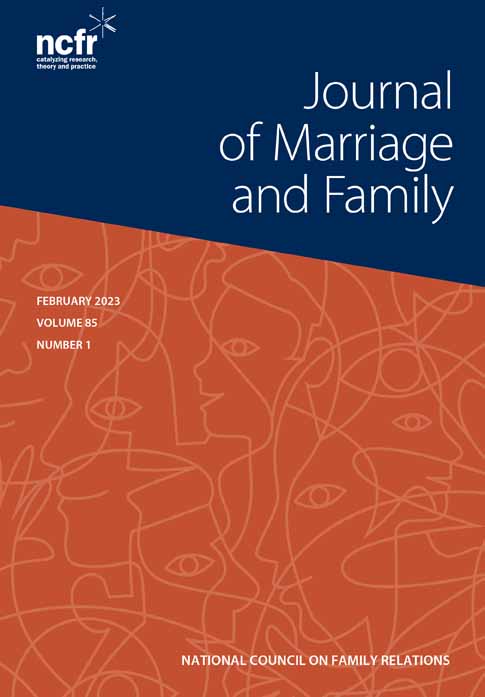 ncfr
catalyzing research,
theory and practice
Journal
of Marriage
and Family
FEBRUARY 2023
VOLUME 85
NUMBER 1
NATIONAL COUNCIL ON FAMILY RELATIONS